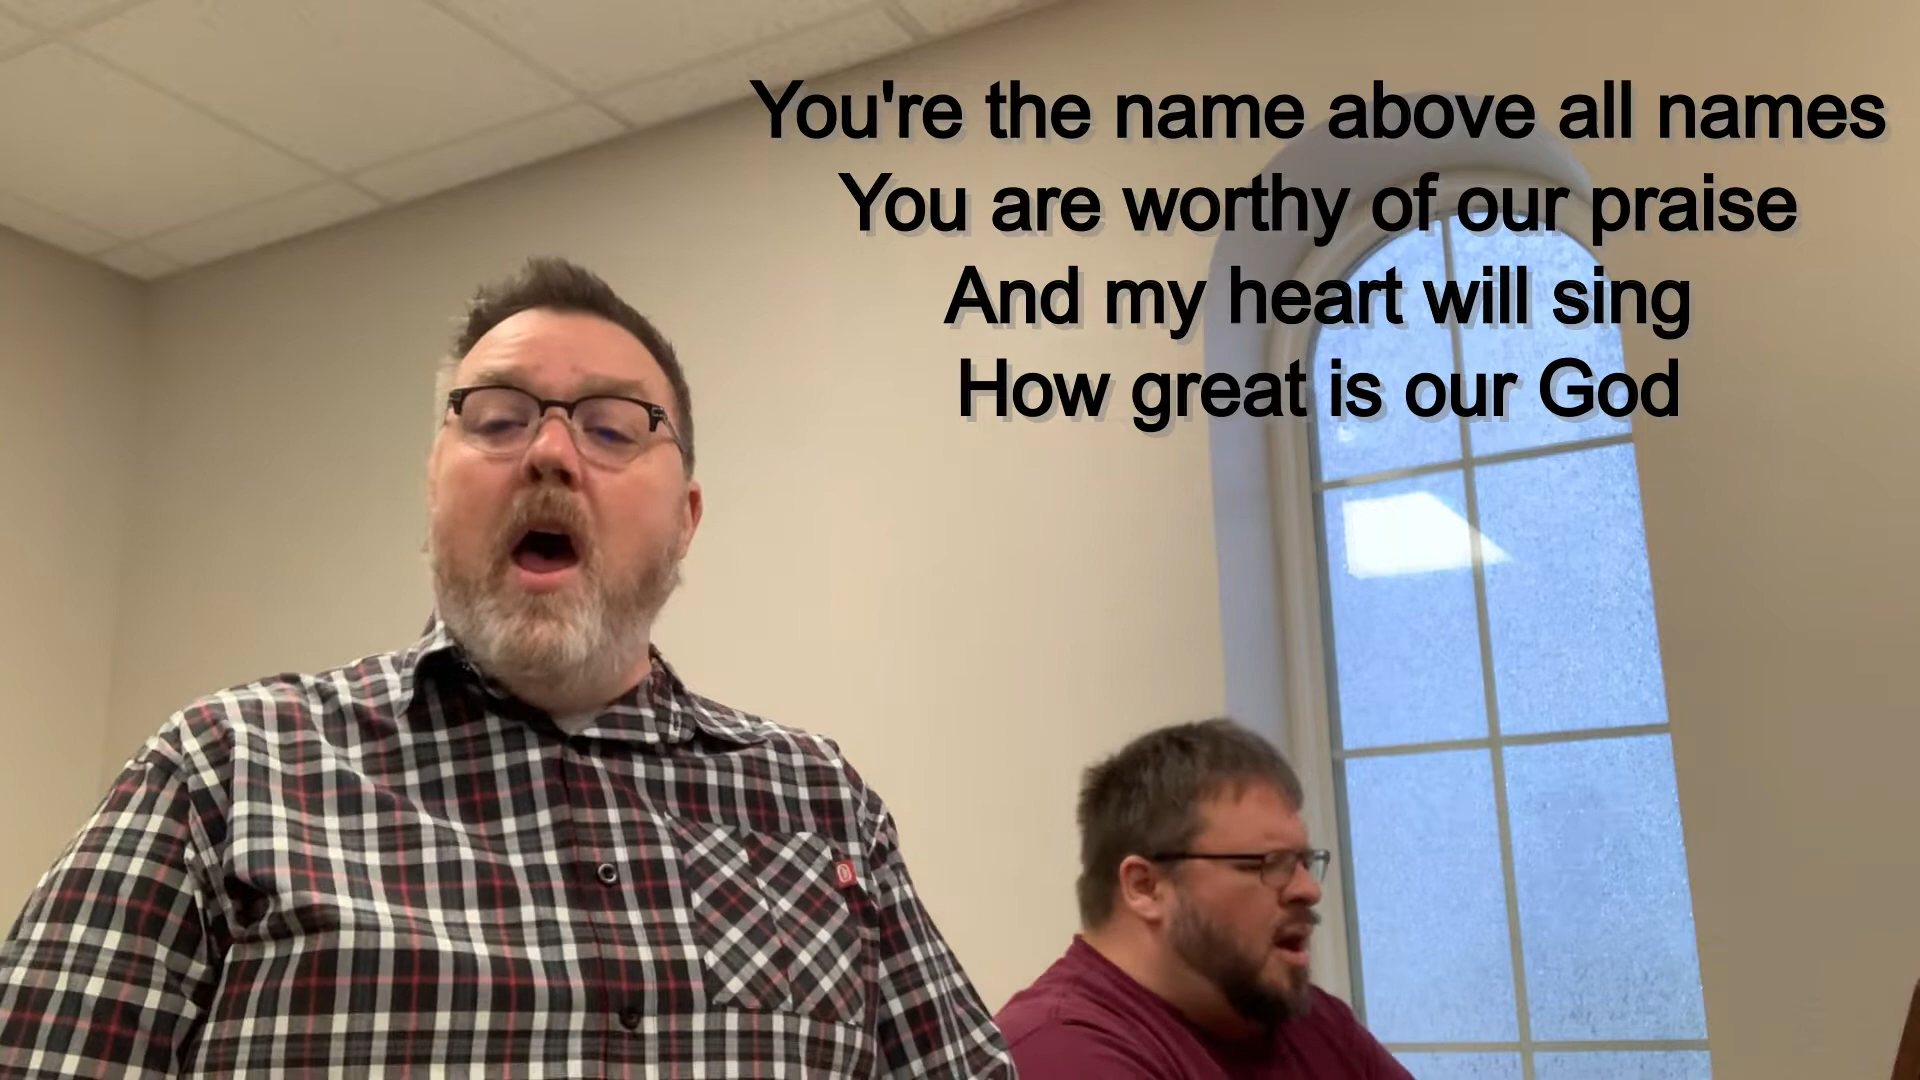 You're the name above all names
You are worthy of our praise
And my heart will sing
How great is our God